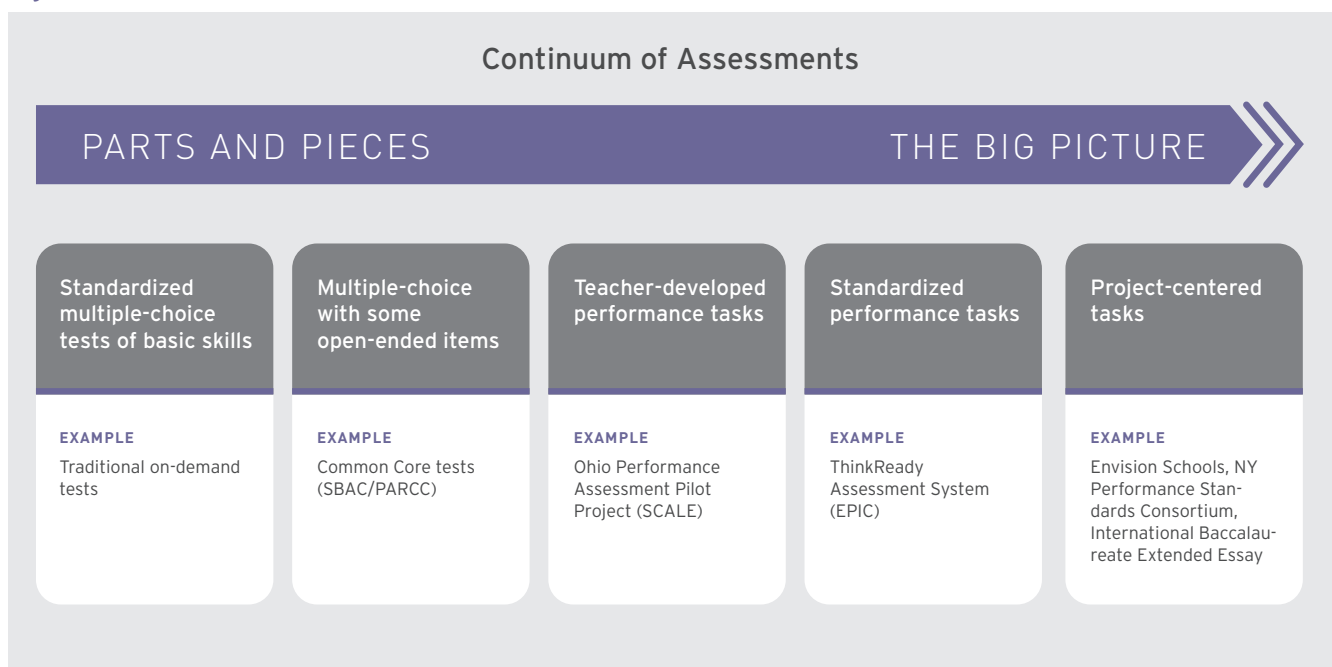 Continuum of Assessments
PARTS AND PIECES
THE BIG PICTURE
Standardized
multiple-choice
tests of basic skills
EXAMPLE
Traditional on-demand
tests
Multiple-choice
with some
open-ended items
EXAMPLE
Common Core tests
(SBAC/PARCC)
Teacher-developed
performance tasks
EXAMPLE
Ohio Performance
Assessment Pilot
Project (SCALE)
Standardized
performance tasks
EXAMPLE
ThinkReady
Assessment System
(EPIC)
Project-centered
tasks
EXAMPLE
Envision Schools, NY
Performance Stan-
dards Consortium,
International Baccalau-
reate Extended Essay